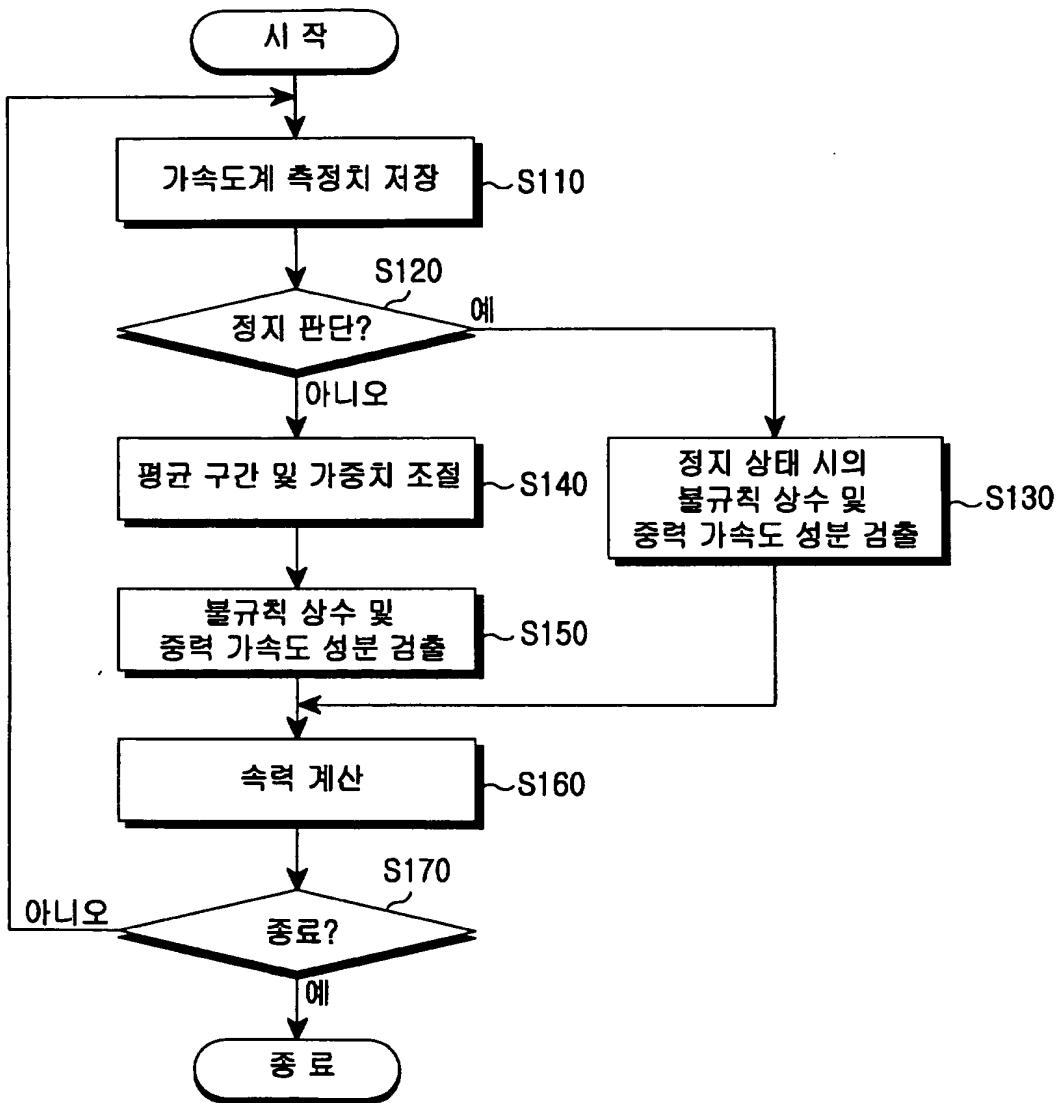 시 작
가속도계 측정치 저장
S110
S120
정지 판단?
예
아니오
평균 구간 및 가중치 조절
S140
정지 상태 시의
불규칙 상수 및
중력 가속도 성분 검출
S130
불규칙 상수 및
중력 가속도 성분 검출
S150
속력 계산
S160
S170
아니오
종료?
예
종 료